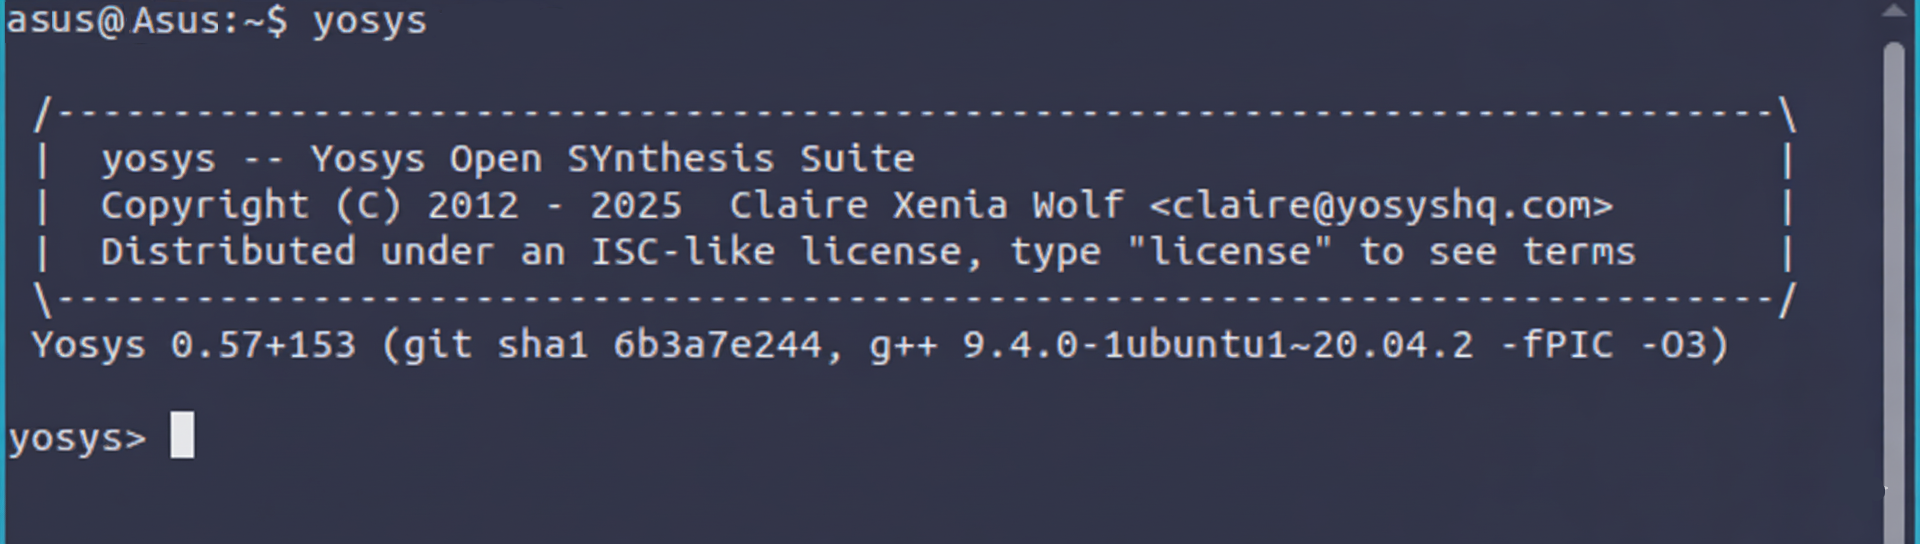 asus@Asus:~$ yosys
/--------------------------------------------------------------------------\
|  yosys -- Yosys Open SYnthesis Suite                                      |
|  Copyright (C) 2012 - 2025  Claire Xenia Wolf <claire@yosyshq.com>        |
|  Distributed under an ISC-like license, type "license" to see terms       |
\--------------------------------------------------------------------------/
Yosys 0.57+153 (git sha1 6b3a7e244, g++ 9.4.0-1ubuntu1~20.04.2 -fPIC -O3)
yosys>